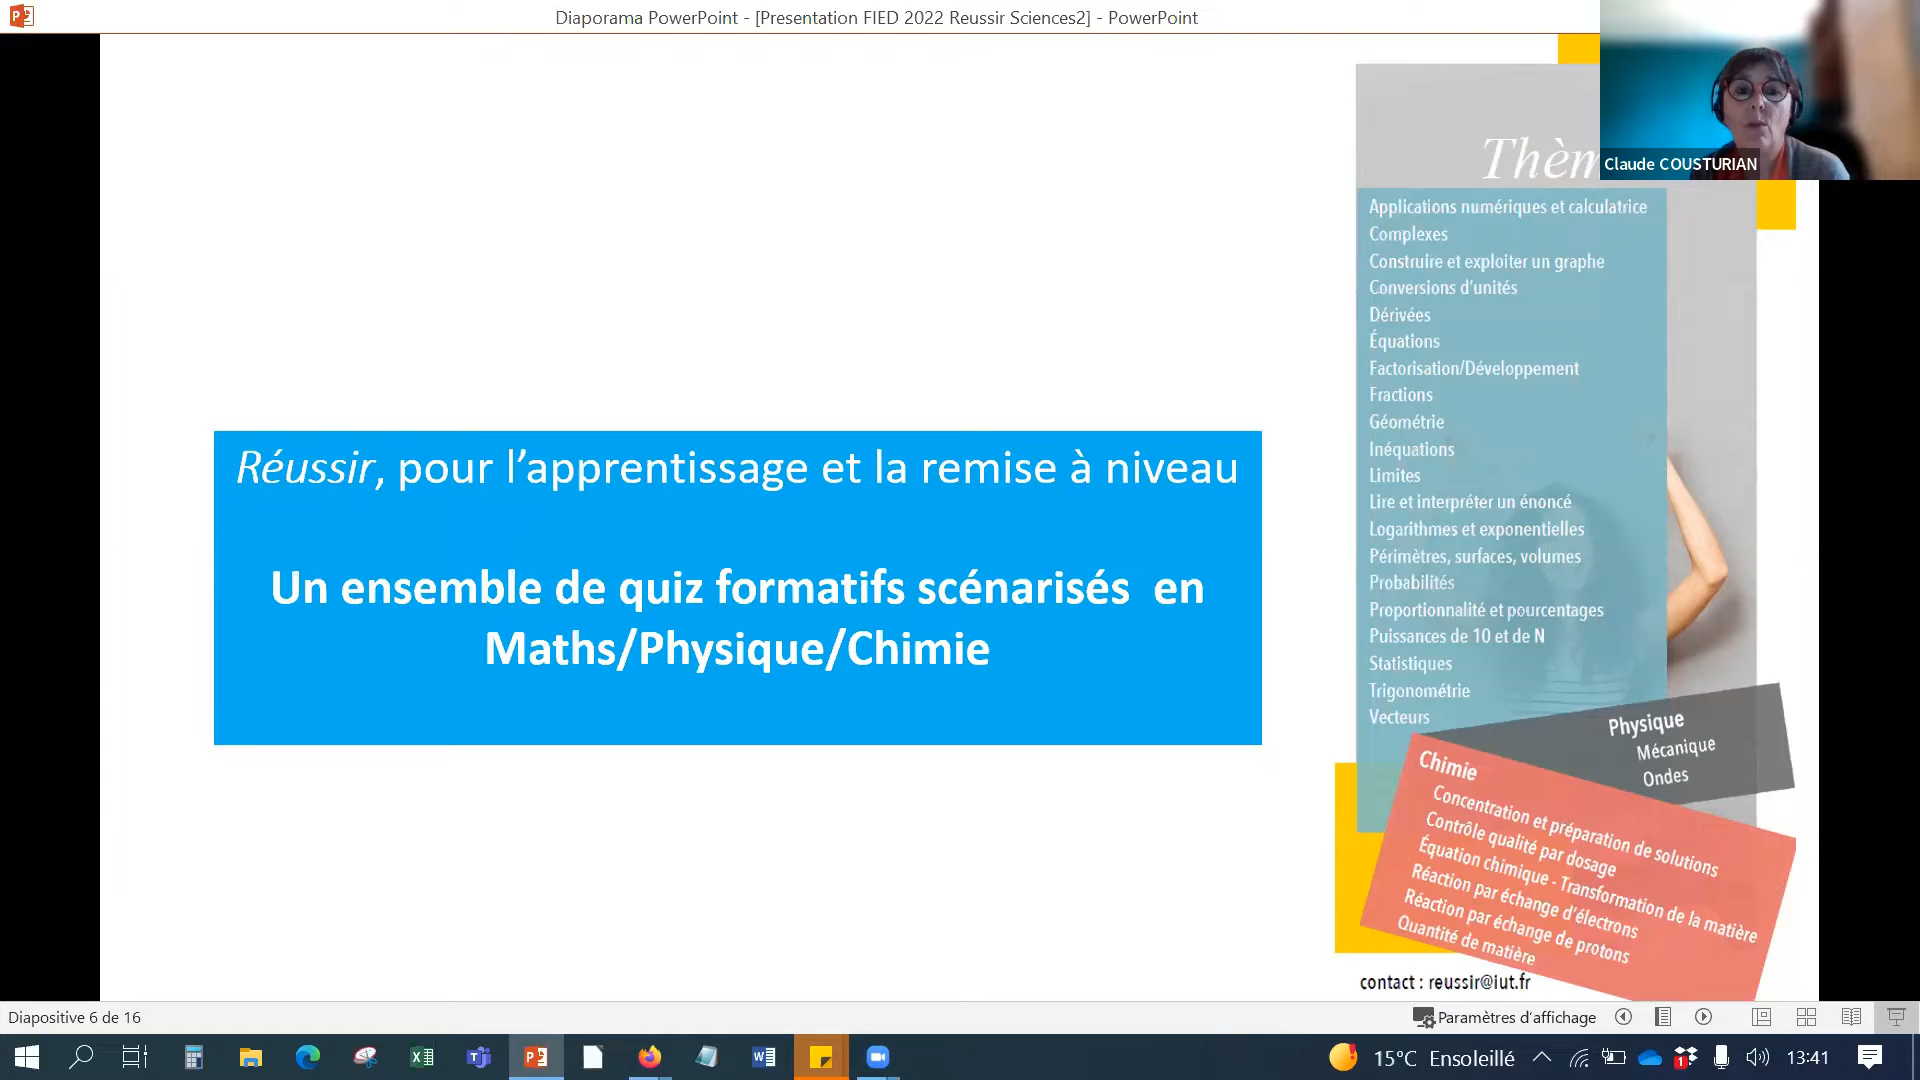 Diaporama PowerPoint - [Presentation FIED 2022 Reussir Sciences2] - PowerPoint
Claude COUSTURIAN
Réussir, pour l’apprentissage et la remise à niveau
Un ensemble de quiz formatifs scénarisés en
Maths/Physique/Chimie
Thèm
Applications numériques et calculatrice
Complexes
Construire et exploiter un graphe
Conversions d’unités
Dérivées
Équations
Factorisation/Développement
Fractions
Géométrie
Inéquations
Limites
Lire et interpréter un énoncé
Logarithmes et exponentielles
Périmètres, surfaces, volumes
Probabilités
Proportionnalité et pourcentages
Puissances de 10 et de N
Statistiques
Trigonométrie
Vecteurs
Physique
Mécanique
Ondes
Chimie
Concentration et préparation de solutions
Contrôle qualité par dosage
Équation chimique - Transformation de la matière
Réaction par échange d’électrons
Réaction par échange de protons
Quantité de matière
contact : reussir@iut.fr
Diapositive 6 de 16
Paramètres d’affichage
15°C Ensoleillé
1
13:41